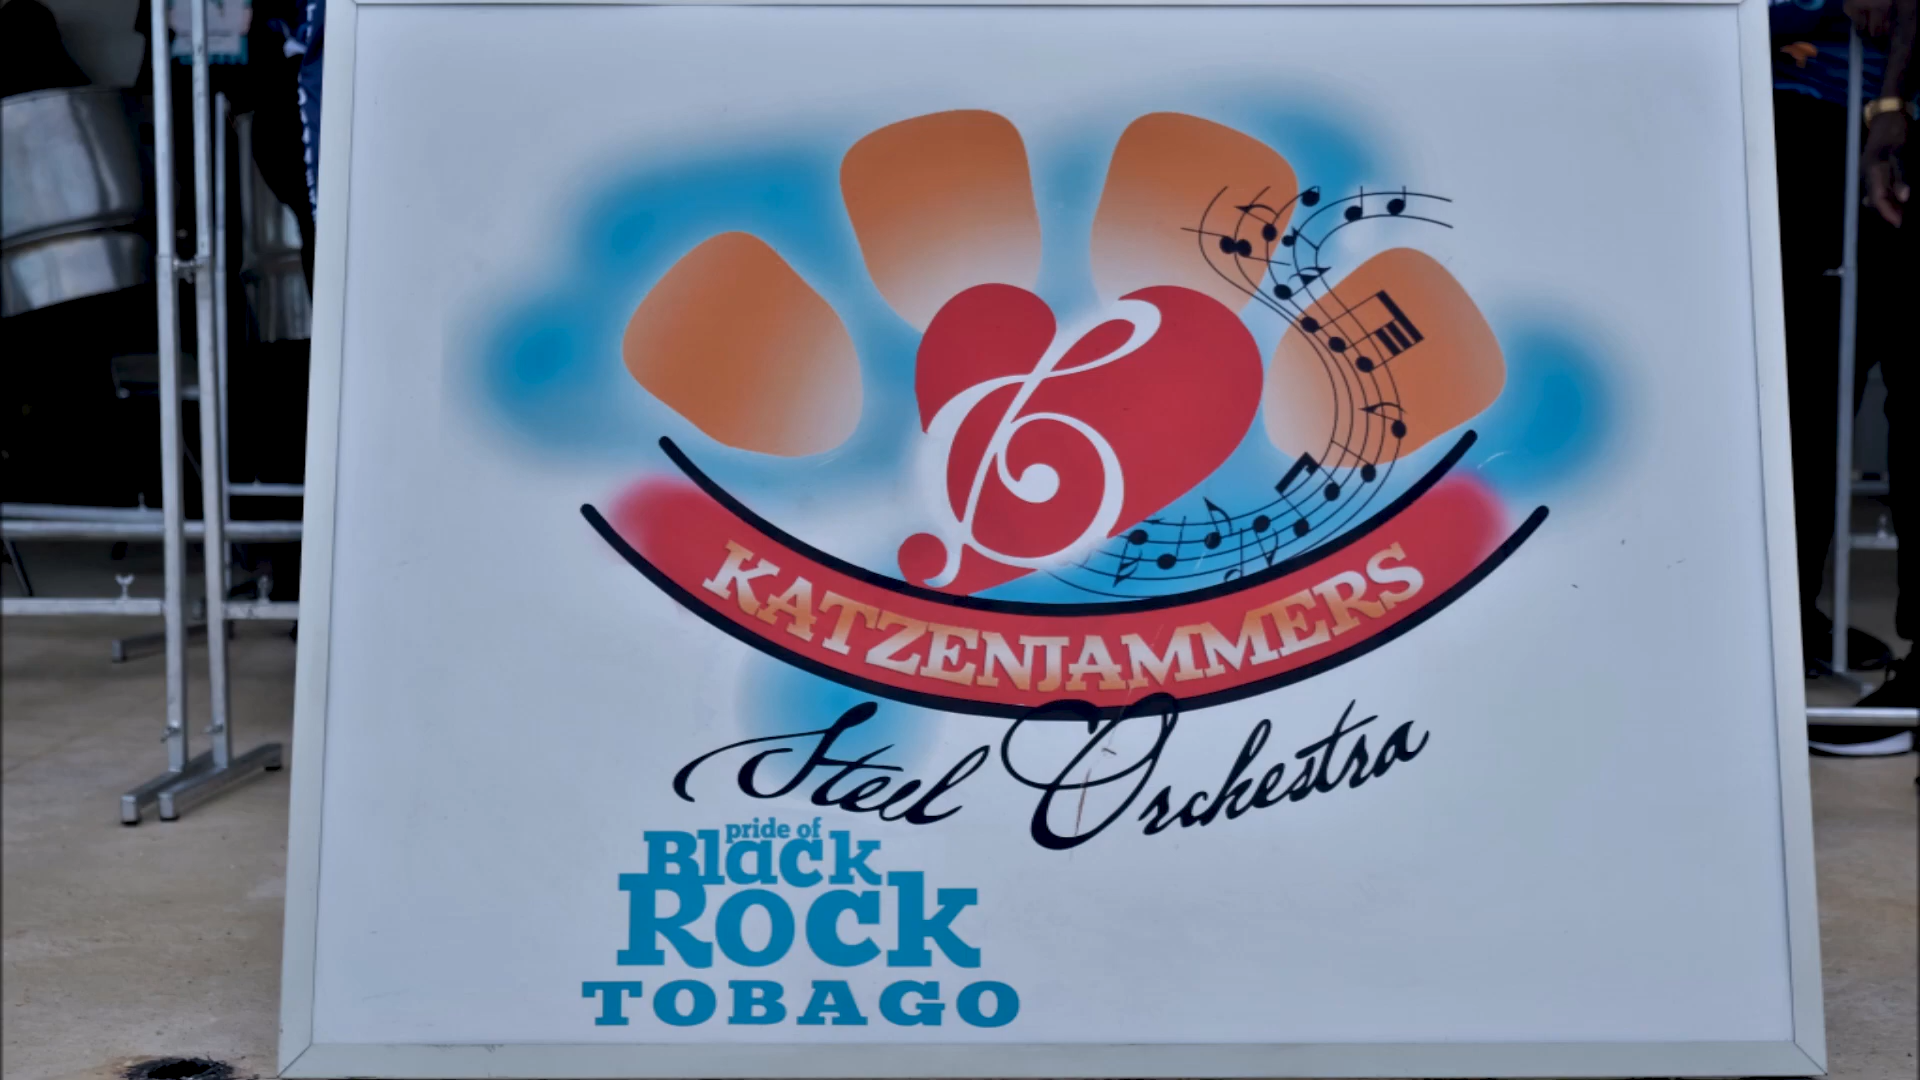 KATZENJAMMERS
Steel Orchestra
pride of
Black
Rock
TOBAGO